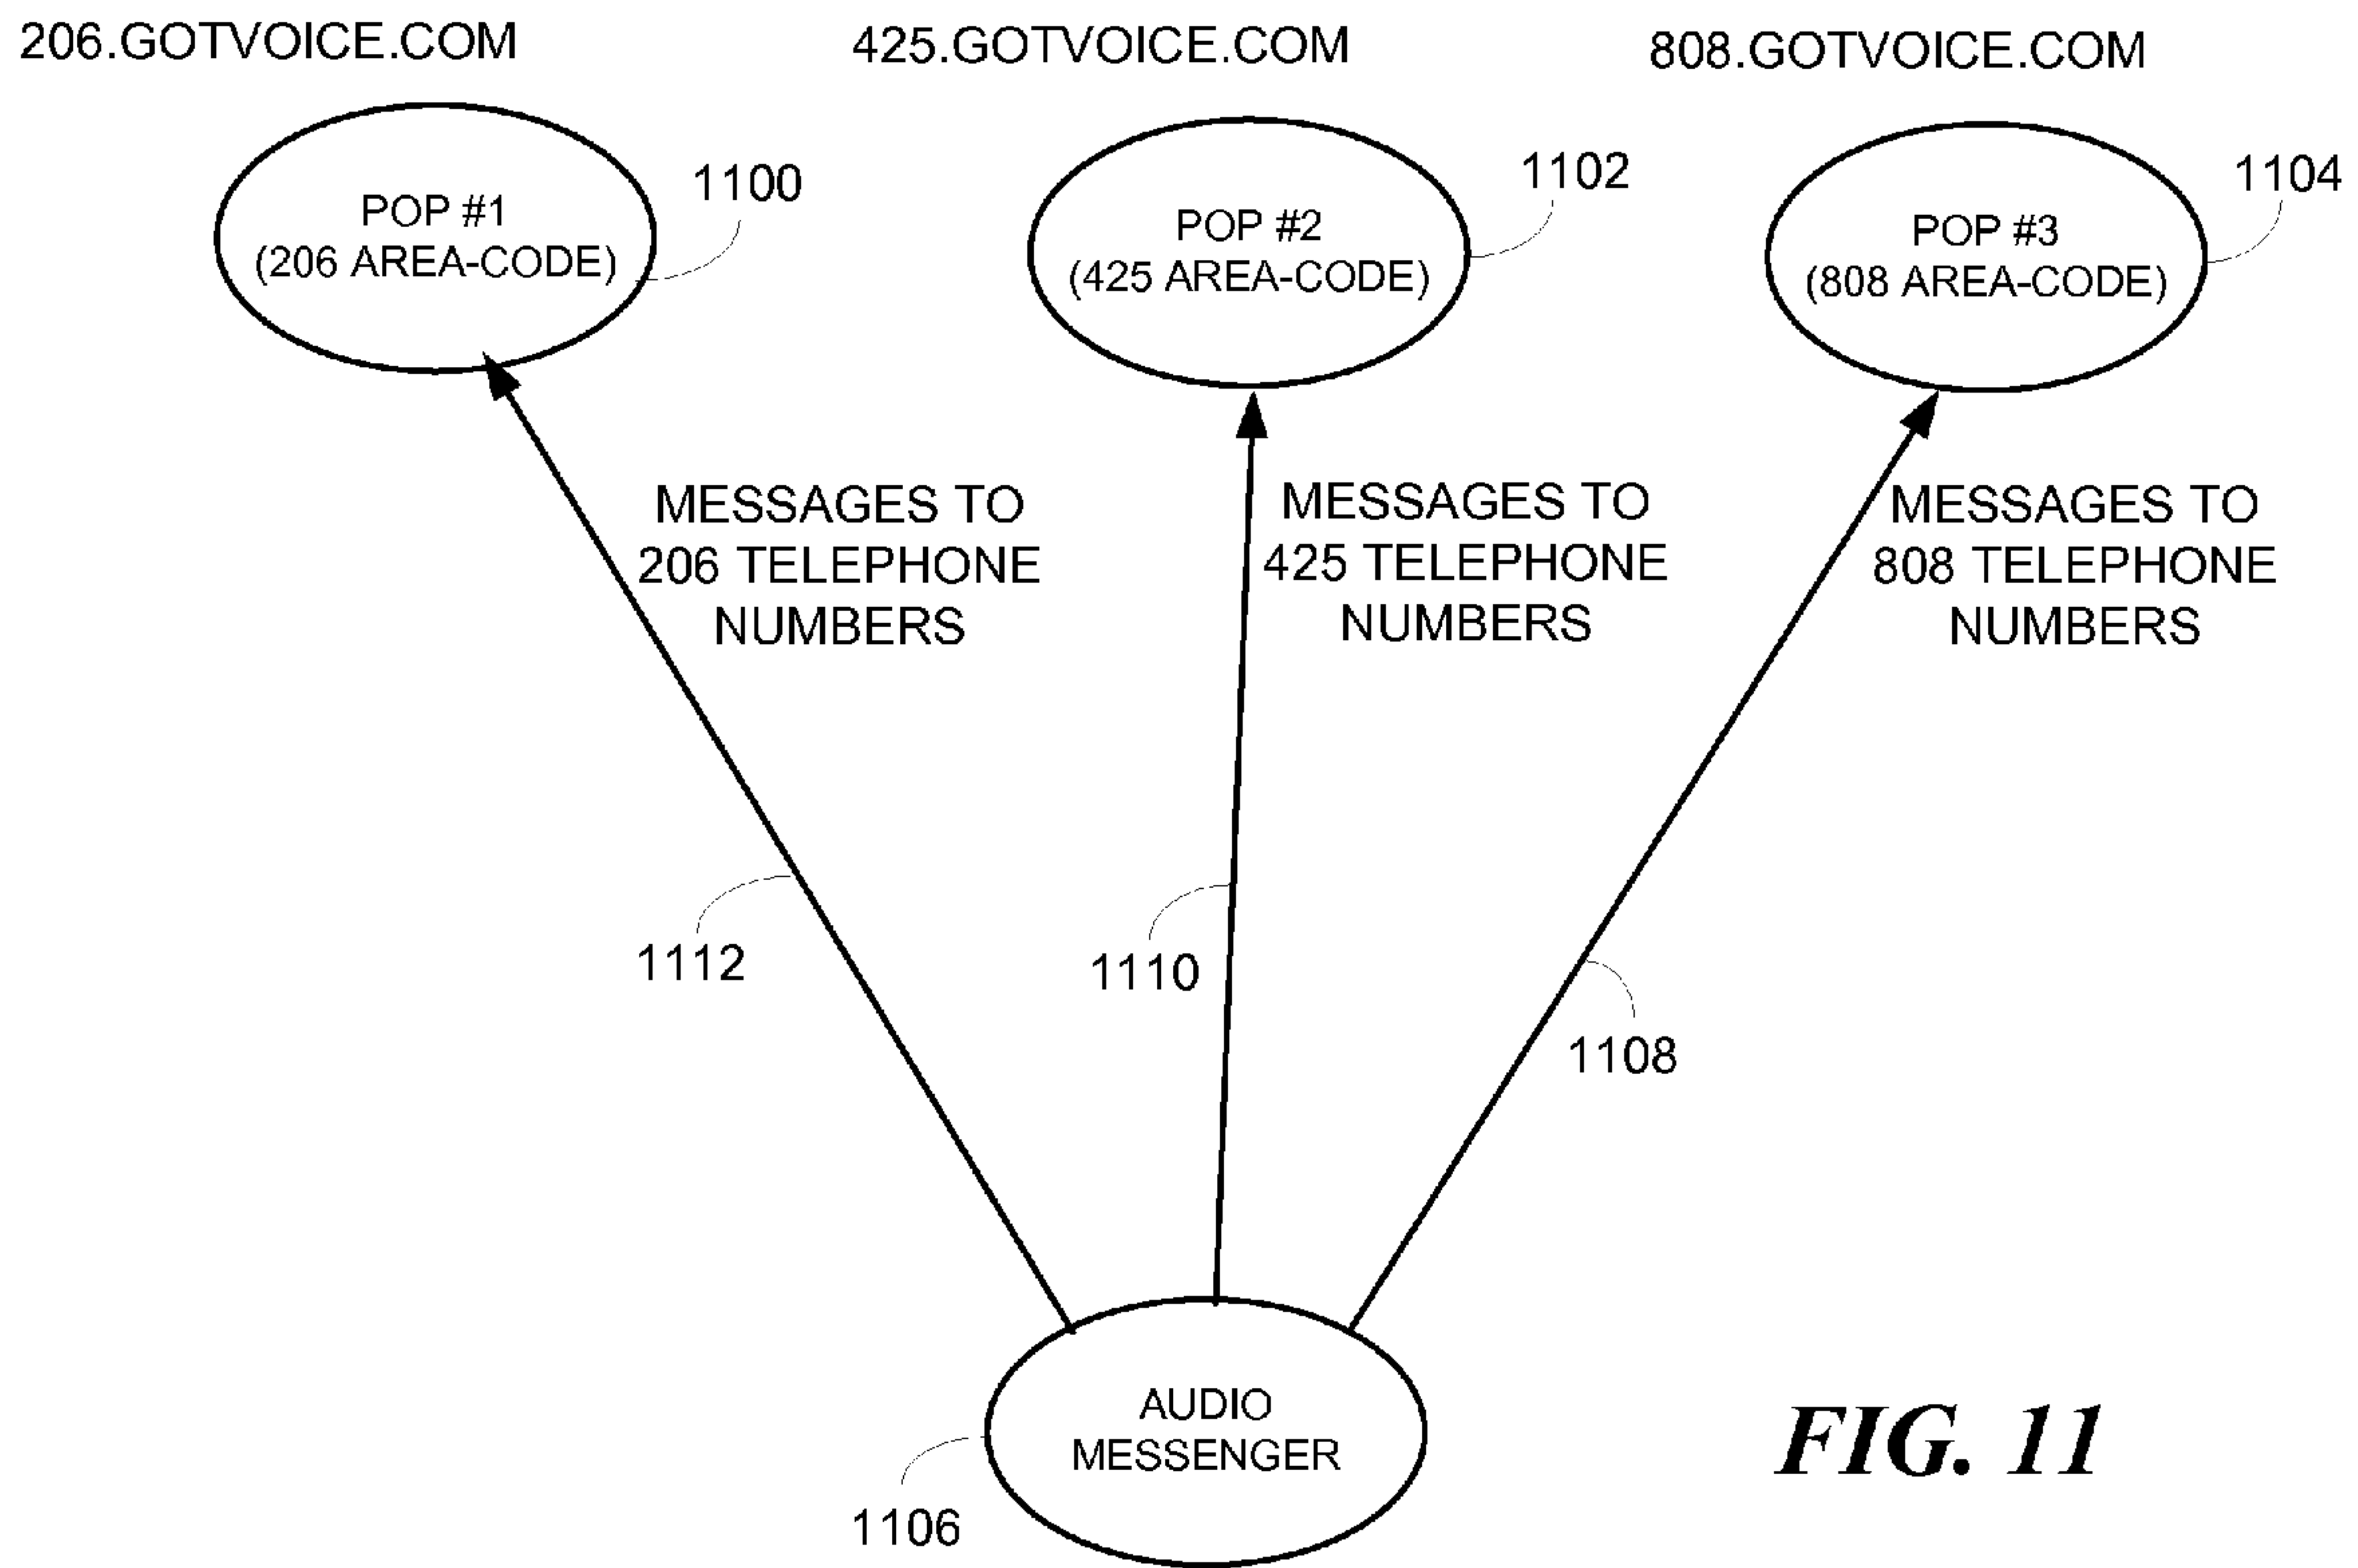 206.GOTVOICE.COM
425.GOTVOICE.COM
808.GOTVOICE.COM
POP #1
(206 AREA-CODE)
1100
POP #2
(425 AREA-CODE)
1102
POP #3
(808 AREA-CODE)
1104
MESSAGES TO
206 TELEPHONE
NUMBERS
MESSAGES TO
425 TELEPHONE
NUMBERS
MESSAGES TO
808 TELEPHONE
NUMBERS
1112
1110
1108
AUDIO
MESSENGER
1106
FIG. 11